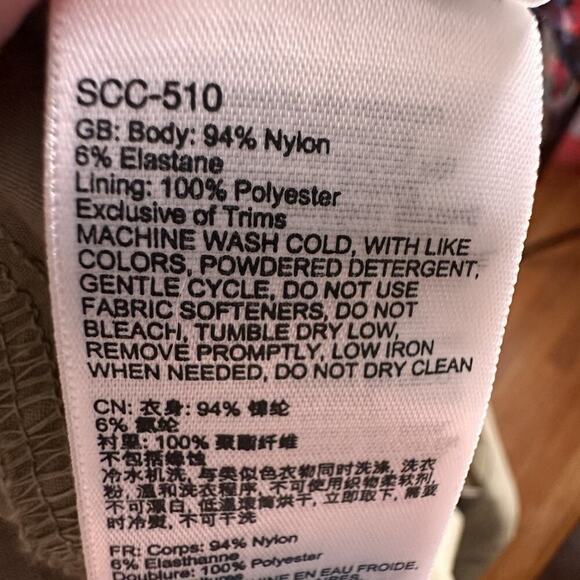 SCC-510
GB: Body: 94% Nylon
6% Elastane
Lining: 100% Polyester
Exclusive of Trims
MACHINE WASH COLD, WITH LIKE
COLORS, POWDERED DETERGENT,
GENTLE CYCLE, DO NOT USE
FABRIC SOFTENERS, DO NOT
BLEACH, TUMBLE DRY LOW,
REMOVE PROMPTLY, LOW IRON
WHEN NEEDED, DO NOT DRY CLEAN
CN: 衣身: 94% 锦纶
6% 氨纶
衬里: 100% 聚酯纤维
不包括缘蚀
冷水机洗, 与类似色衣物同时洗涤, 洗衣
粉, 温和洗衣程序, 不可使用织物柔软剂,
不可漂白, 低温滚筒烘干, 立即取下, 需要
时冷熨, 不可干洗
FR: Corps: 94% Nylon
6% Elasthanne
Doublure: 100% Polyester
EN EAU FROIDE,